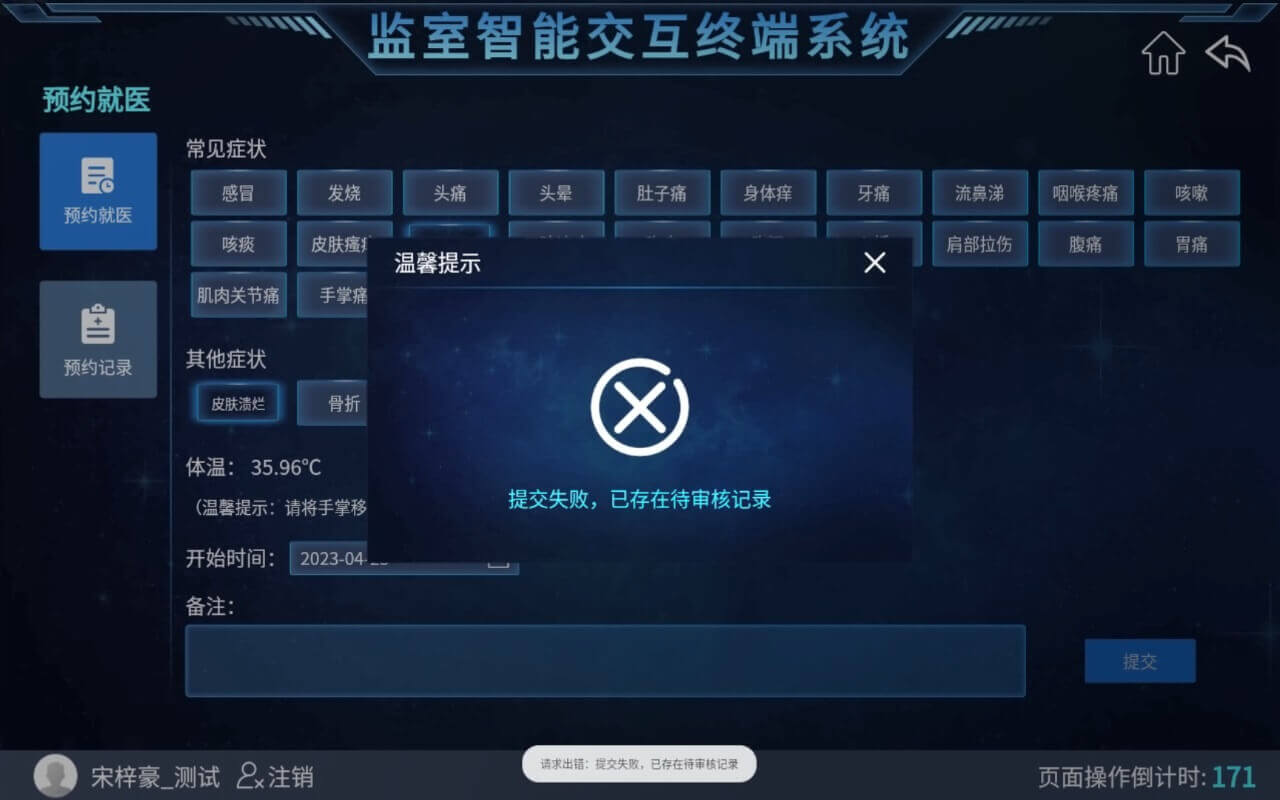 监室智能交互终端系统
预约就医
预约就医
预约记录
常见症状
感冒 发烧 头痛 头晕 肚子痛 身体痒 牙痛 流鼻涕 咽喉疼痛 咳嗽
咳痰 皮肤瘙 肩部拉伤 腹痛 胃痛
肌肉关节痛 手掌痛
温馨提示
提交失败，已存在待审核记录
其他症状
皮肤溃烂 骨折
体温： 35.96℃
（温馨提示：请将手掌移
开始时间： 2023-04-
备注：
提交
宋梓豪_测试 注销
请求出错：提交失败，已存在待审核记录
页面操作倒计时: 171